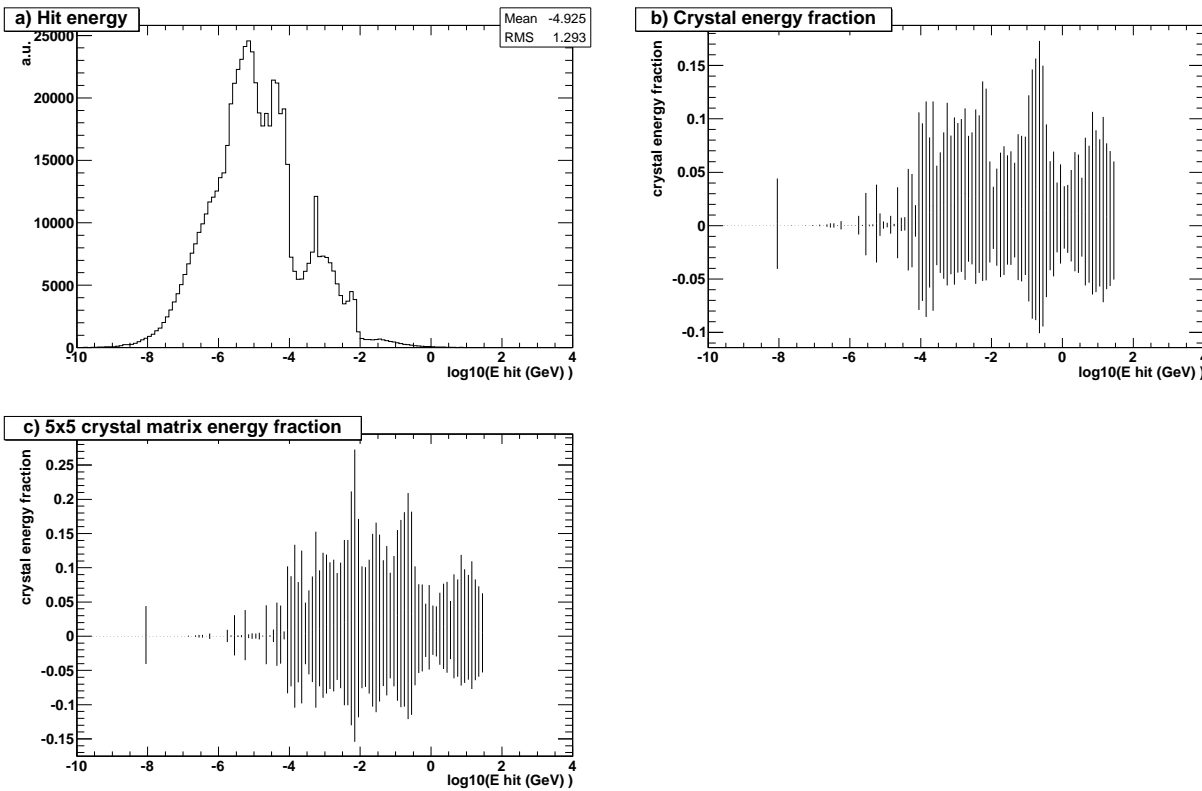 a) Hit energy
Mean -4.925
RMS 1.293
a.u.
25000
20000
15000
10000
5000
0
-10 -8 -6 -4 -2 0 2 4
log10(E hit (GeV) )
b) Crystal energy fraction
crystal energy fraction
0.15
0.1
0.05
0
-0.05
-0.1
-10 -8 -6 -4 -2 0 2 4
log10(E hit (GeV) )
c) 5x5 crystal matrix energy fraction
crystal energy fraction
0.25
0.2
0.15
0.1
0.05
0
-0.05
-0.1
-0.15
-10 -8 -6 -4 -2 0 2 4
log10(E hit (GeV) )